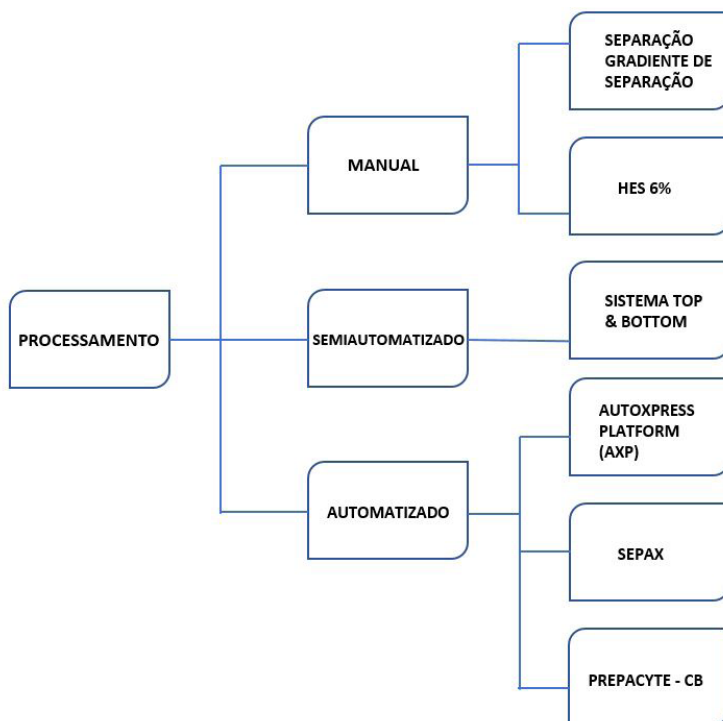 PROCESSAMENTO
MANUAL
SEPARAÇÃO
GRADIENTE DE
SEPARAÇÃO
HES 6%
SEMIAUTOMATIZADO
SISTEMA TOP
& BOTTOM
AUTOMATIZADO
AUTOXPRESS
PLATFORM
(AXP)
SEPAX
PREPACYTE - CB